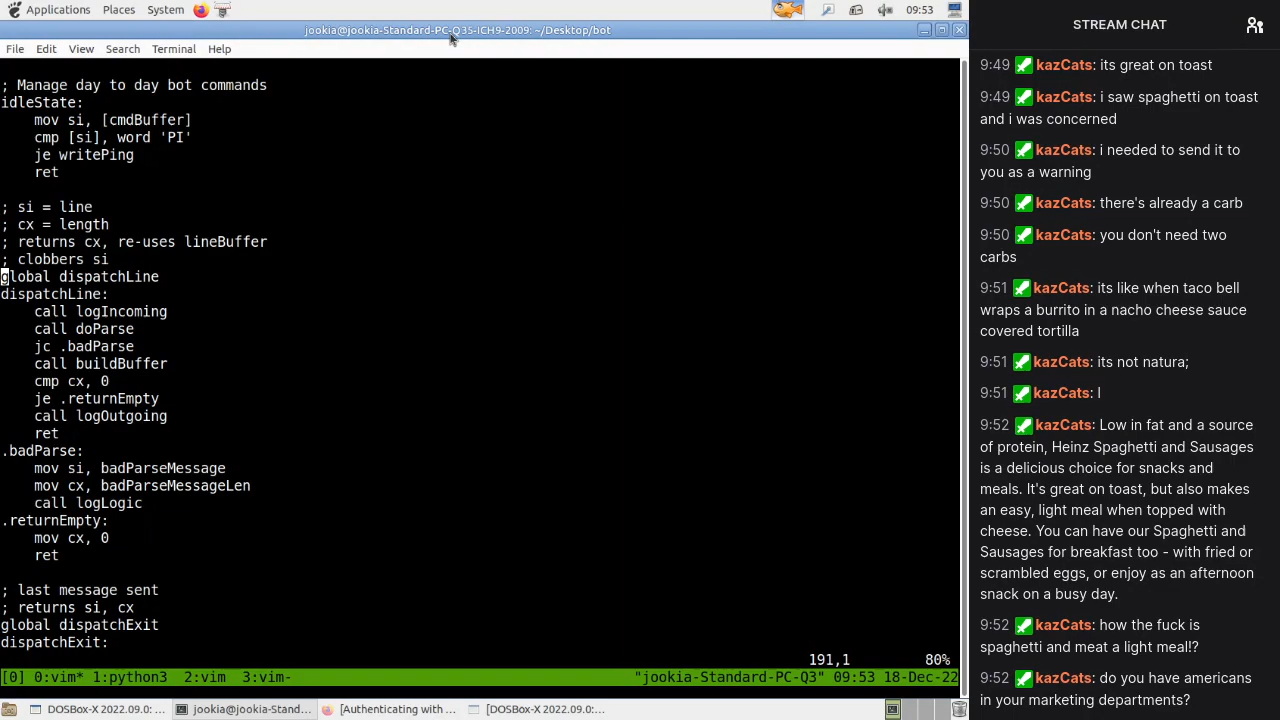 Applications Places System 09:53
jookia@jookia-Standard-PC-Q35-ICH9-2009: ~/Desktop/bot
File Edit View Search Terminal Help
; Manage day to day bot commands
idleState:
    mov si, [cmdBuffer]
    cmp [si], word 'PI'
    je writePing
    ret
; si = line
; cx = length
; returns cx, re-uses lineBuffer
; clobbers si
global dispatchLine
dispatchLine:
    call logIncoming
    call doParse
    jc .badParse
    call buildBuffer
    cmp cx, 0
    je .returnEmpty
    call logOutgoing
    ret
.badParse:
    mov si, badParseMessage
    mov cx, badParseMessageLen
    call logLogic
.returnEmpty:
    mov cx, 0
    ret
; last message sent
; returns si, cx
global dispatchExit
dispatchExit:
191,1 80%
[0] 0:vim* 1:python3 2:vim 3:vim- "jookia-Standard-PC-Q3" 09:53 18-Dec-22
DOSBox-X 2022.09.0: ... jookia@jookia-Stand... [Authenticating with ... [DOSBox-X 2022.09.0:...
STREAM CHAT
9:49 kazCats: its great on toast
9:49 kazCats: i saw spaghetti on toast
and i was concerned
9:50 kazCats: i needed to send it to
you as a warning
9:50 kazCats: there's already a carb
9:50 kazCats: you don't need two
carbs
9:51 kazCats: its like when taco bell
wraps a burrito in a nacho cheese sauce
covered tortilla
9:51 kazCats: its not natura;
9:51 kazCats: l
9:52 kazCats: Low in fat and a source
of protein, Heinz Spaghetti and Sausages
is a delicious choice for snacks and
meals. It's great on toast, but also makes
an easy, light meal when topped with
cheese. You can have our Spaghetti and
Sausages for breakfast too - with fried or
scrambled eggs, or enjoy as an afternoon
snack on a busy day.
9:52 kazCats: how the fuck is
spaghetti and meat a light meal!?
9:52 kazCats: do you have americans
in your marketing departments?